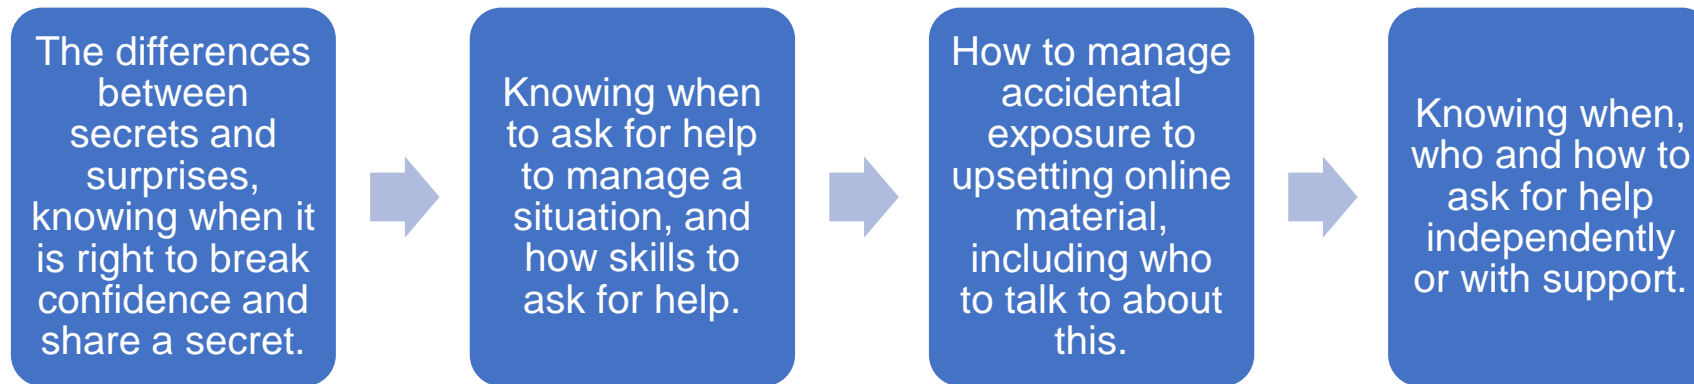 The differences
between
secrets and
surprises,
knowing when it
is right to break
confidence and
share a secret.
Knowing when
to ask for help
to manage a
situation, and
how skills to
ask for help.
How to manage
accidental
exposure to
upsetting online
material,
including who
to talk to about
this.
Knowing when,
who and how to
ask for help
independently
or with support.